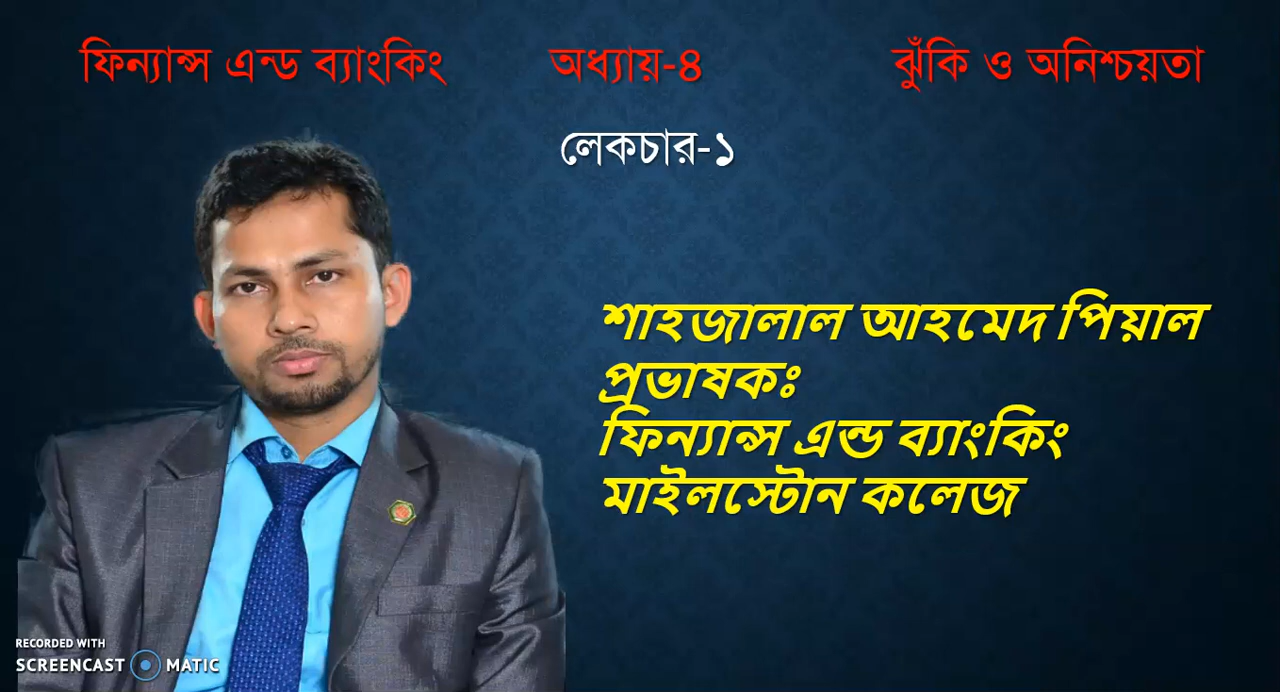 ফিন্যান্স এন্ড ব্যাংকিং অধ্যায়-৪ ঝুঁকি ও অনিশ্চয়তা
লেকচার-১
শাহজালাল আহমেদ পিয়াল
প্রভাষকঃ
ফিন্যান্স এন্ড ব্যাংকিং
মাইলস্টোন কলেজ
RECORDED WITH
SCREENCAST MATIC